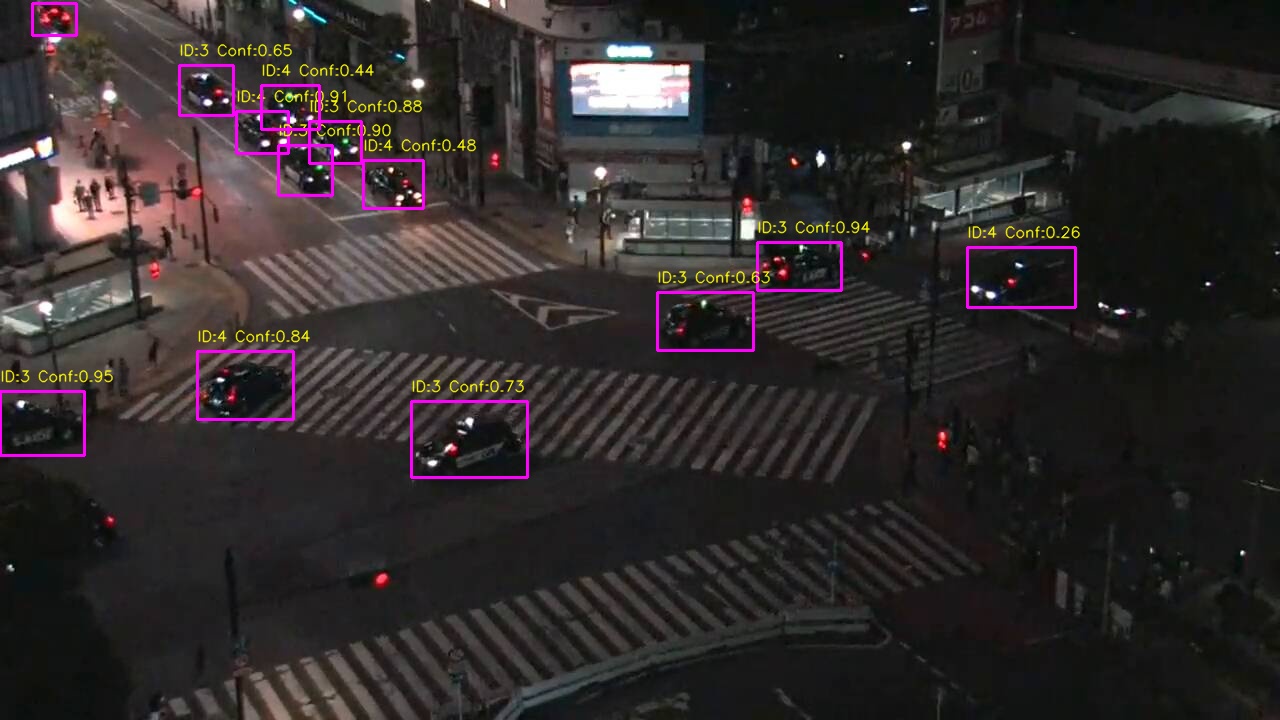 ID:3 Conf:0.65
ID:4 Conf:0.44
ID:4 Conf:0.91
ID:3 Conf:0.88
ID:3 Conf:0.90
ID:4 Conf:0.48
アコム
ID:3 Conf:0.94
ID:4 Conf:0.26
ID:3 Conf:0.63
ID:4 Conf:0.84
ID:3 Conf:0.95
ID:3 Conf:0.73